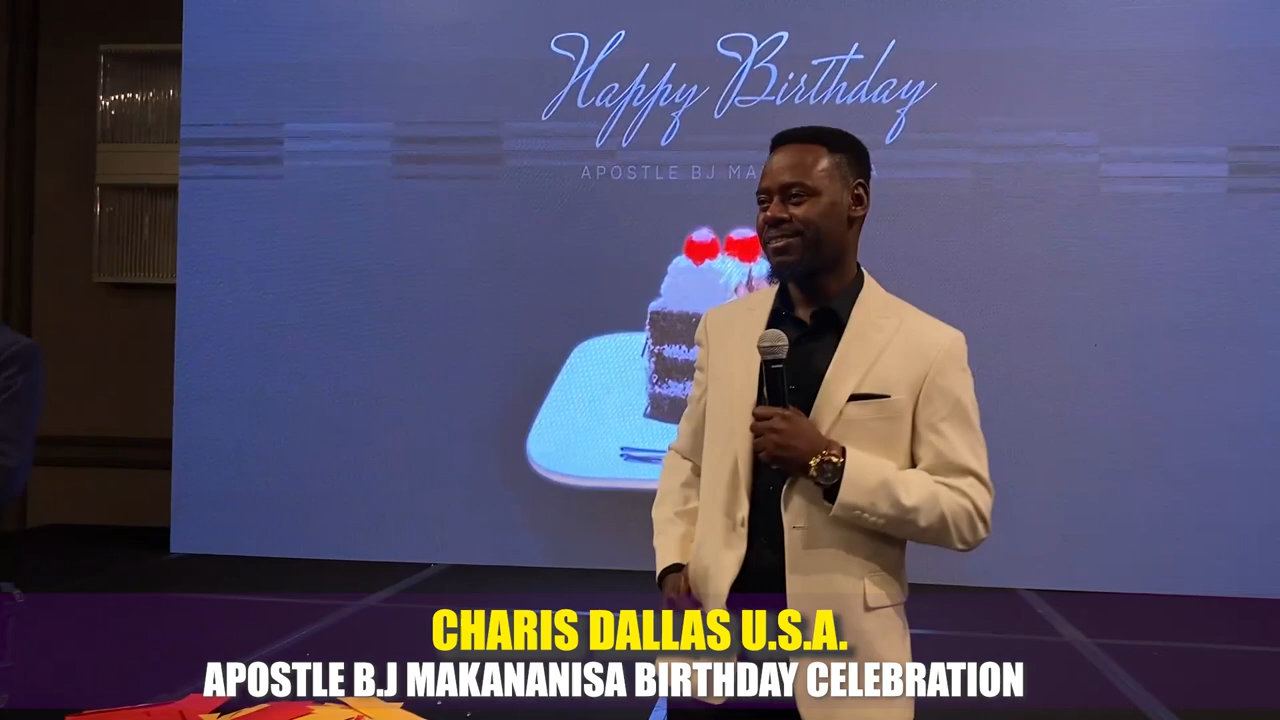 Happy Birthday
APOSTLE BJ
CHARIS DALLAS U.S.A.
APOSTLE B.J MAKANANISA BIRTHDAY CELEBRATION